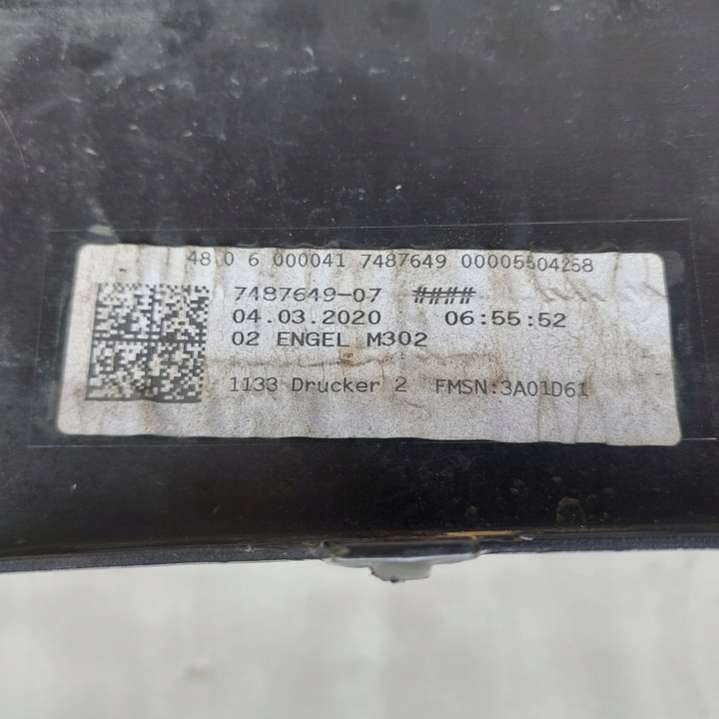 48.0 6 000041 7487649 00005504258
7487649-07 ####
04.03.2020 06:55:52
02 ENGEL M302
1133 Drucker 2 FMSN:3A01D61